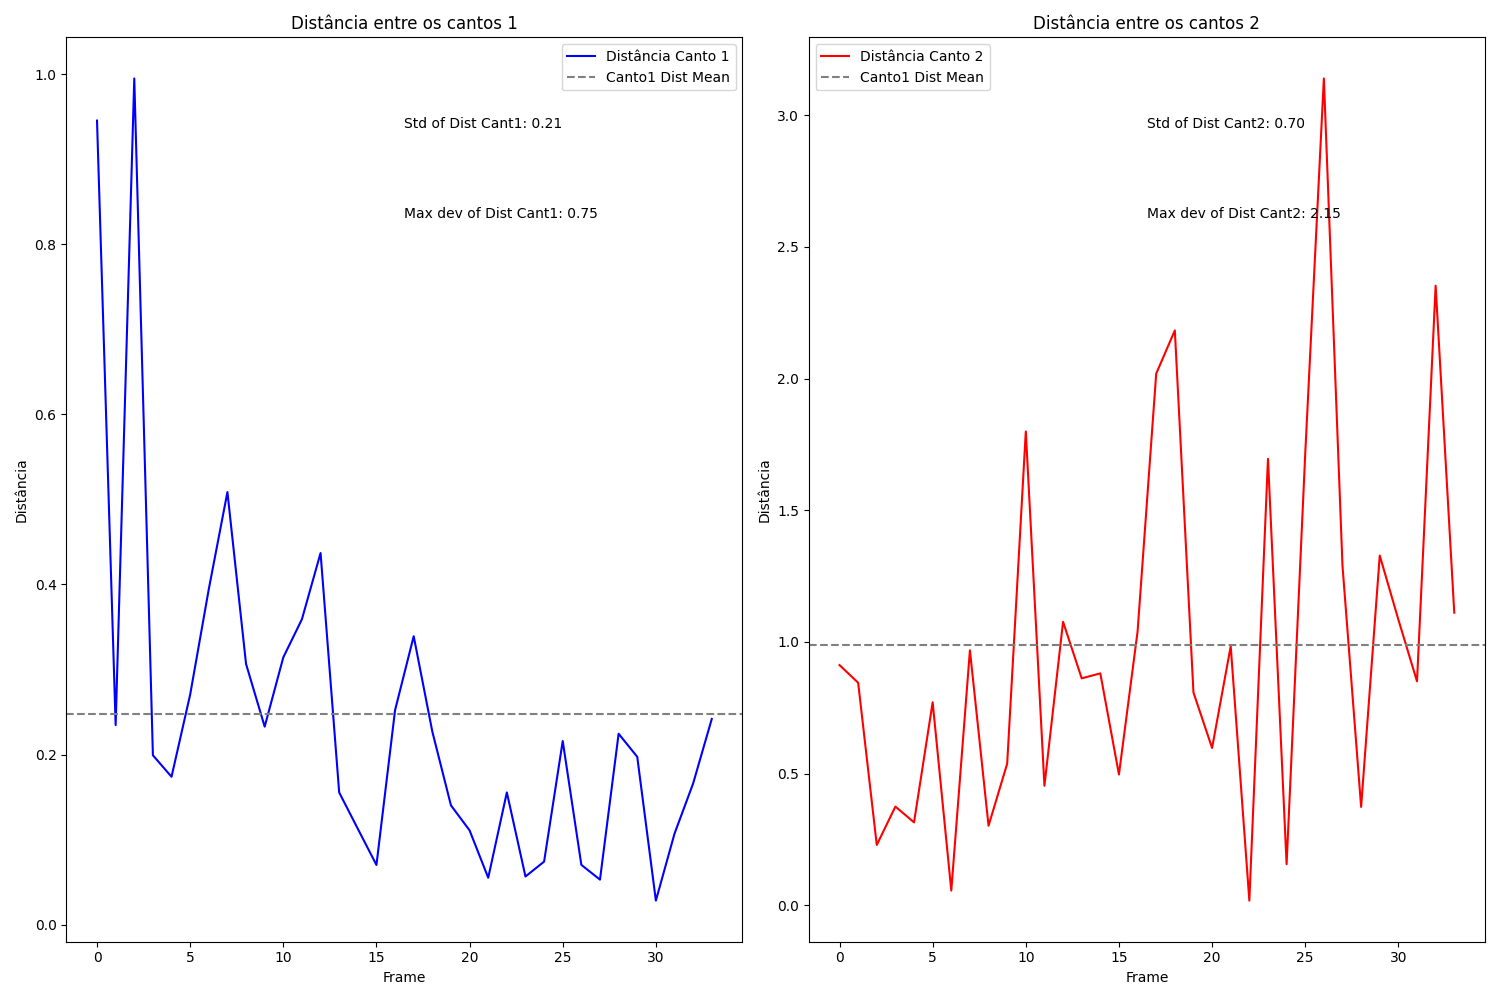 Distância entre os cantos 1
Distância Canto 1
Canto1 Dist Mean
Std of Dist Cant1: 0.21
Max dev of Dist Cant1: 0.75
Distância
1.0
0.8
0.6
0.4
0.2
0.0
0 5 10 15 20 25 30
Frame
Distância entre os cantos 2
Distância Canto 2
Canto1 Dist Mean
Std of Dist Cant2: 0.70
Max dev of Dist Cant2: 2.15
Distância
3.0
2.5
2.0
1.5
1.0
0.5
0.0
0 5 10 15 20 25 30
Frame